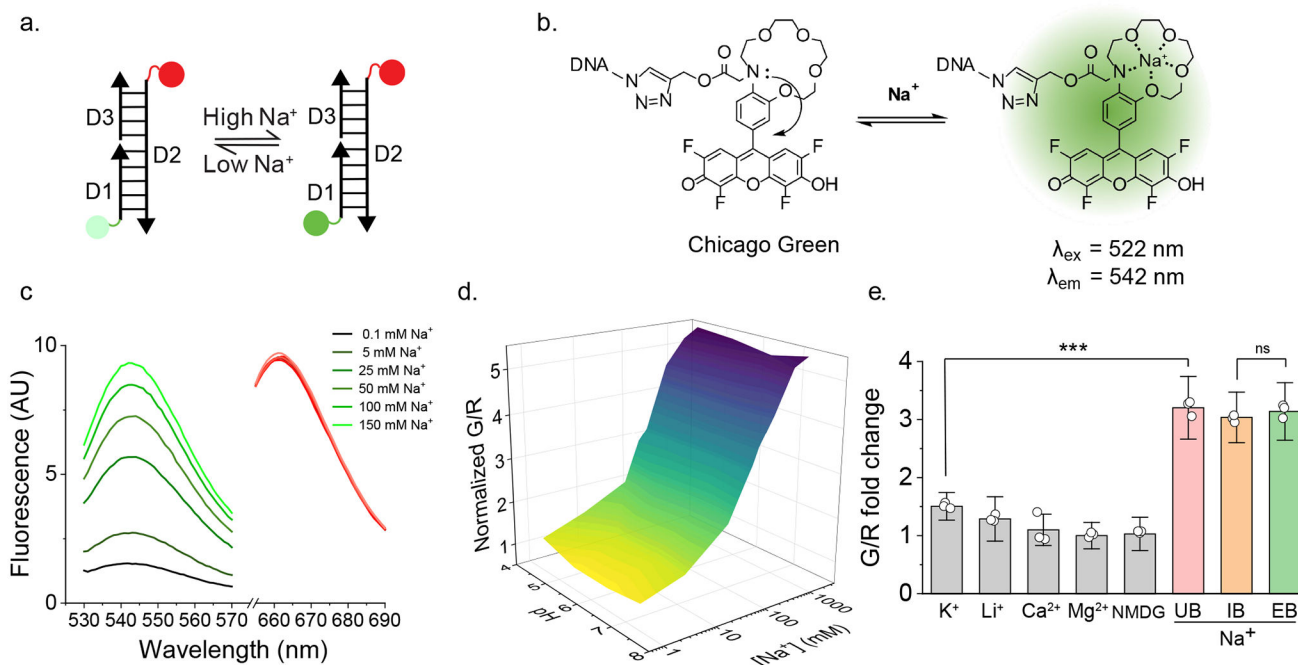 a.
D3
D2
D1
High Na⁺
Low Na⁺
D3
D2
D1
b.
DNA
N
N=N
O
O
N
O
O
O
O
F
F
O
O
OH
F
F
Chicago Green
Na⁺
DNA
N
N=N
O
O
N
O
O
O
O
Na⁺
F
F
O
O
OH
F
F
λex = 522 nm
λem = 542 nm
c
Fluorescence (AU)
10
5
0
0.1 mM Na⁺
5 mM Na⁺
25 mM Na⁺
50 mM Na⁺
100 mM Na⁺
150 mM Na⁺
530 540 550 560 570 660 670 680 690
Wavelength (nm)
d.
Normalized G/R
5
4
3
2
1
4
5
6
7
8
pH
1
10
100
1000
[Na⁺] (mM)
e.
G/R fold change
4
3
2
1
0
***
ns
K⁺ Li⁺ Ca²⁺ Mg²⁺ NMDG UB IB EB
Na⁺